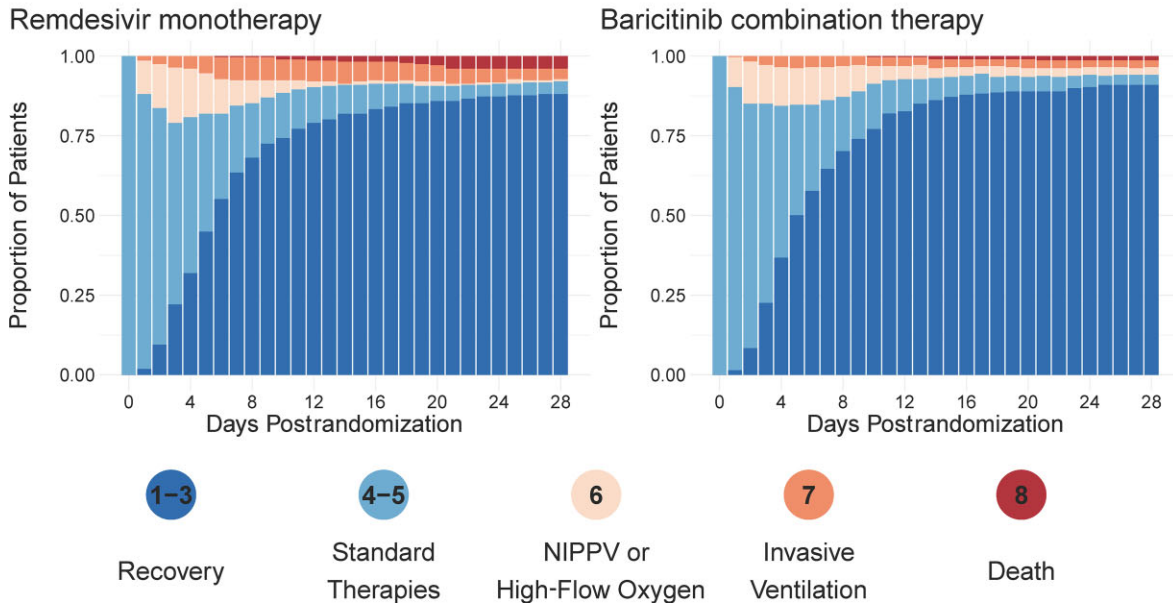 Remdesivir monotherapy
Baricitinib combination therapy
Proportion of Patients
1.00
0.75
0.50
0.25
0.00
0 4 8 12 16 20 24 28
Days Postrandomization
Proportion of Patients
1.00
0.75
0.50
0.25
0.00
0 4 8 12 16 20 24 28
Days Postrandomization
1–3
4–5
6
7
8
Recovery
Standard
Therapies
NIPPV or
High-Flow Oxygen
Invasive
Ventilation
Death